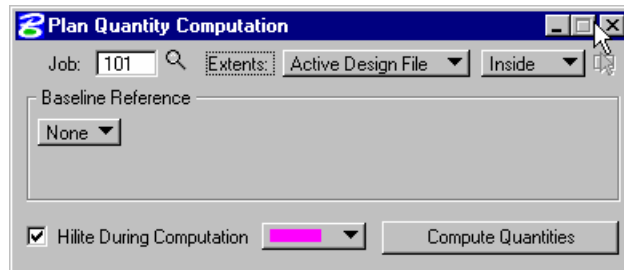 Plan Quantity Computation
Job: 101 Extents: Active Design File Inside
Baseline Reference
None
Hilite During Computation Compute Quantities